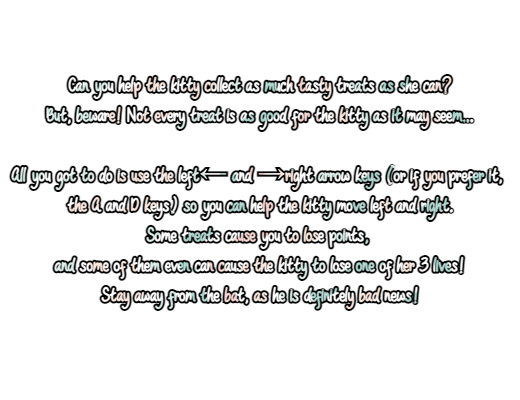 Can you help the kitty collect as much tasty treats as she can?
But, beware! Not every treat is as good for the kitty as it may seem...
All you got to do is use the left← and →right arrow keys (or if you prefer it,
the A and D keys) so you can help the kitty move left and right.
Some treats cause you to lose points,
and some of them even can cause the kitty to lose one of her 3 lives!
Stay away from the bat, as he is definitely bad news!